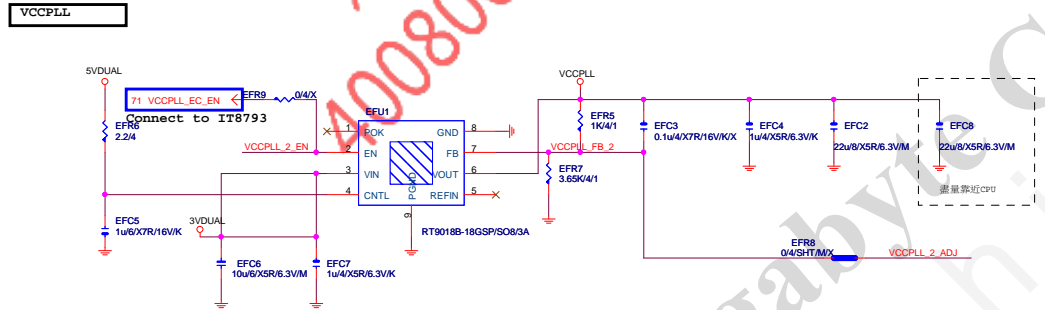 VCCPLL
5VDUAL
71 VCCPLL_EC_EN
EFR9
0/4/X
Connect to IT8793
EFR6
2.2/4
VCCPLL_2_EN
EFU1
1
POK
GND
8
2
EN
FB
7
3
VIN
VOUT
6
4
CNTL
REFIN
5
PGND
9
RT9018B-18GSP/SO8/3A
EFC5
1u/6/X7R/16V/K
3VDUAL
EFC6
10u/6/X5R/6.3V/M
EFC7
1u/4/X5R/6.3V/K
VCCPLL
EFR5
1K/4/1
VCCPLL_FB_2
EFR7
3.65K/4/1
EFC3
0.1u/4/X7R/16V/K/X
EFC4
1u/4/X5R/6.3V/K
EFC2
22u/8/X5R/6.3V/M
EFC8
22u/8/X5R/6.3V/M
盡量靠近CPU
EFR8
0/4/SHT/M/X
VCCPLL_2_ADJ
400800
gabyte C